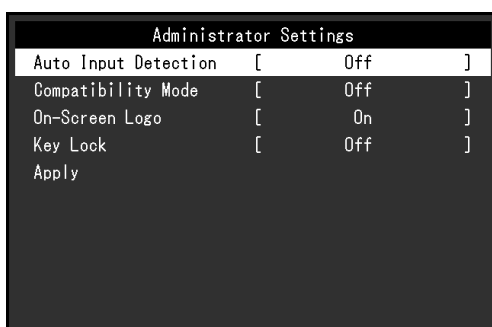 Administrator Settings
Auto Input Detection [ Off ]
Compatibility Mode [ Off ]
On-Screen Logo [ On ]
Key Lock [ Off ]
Apply